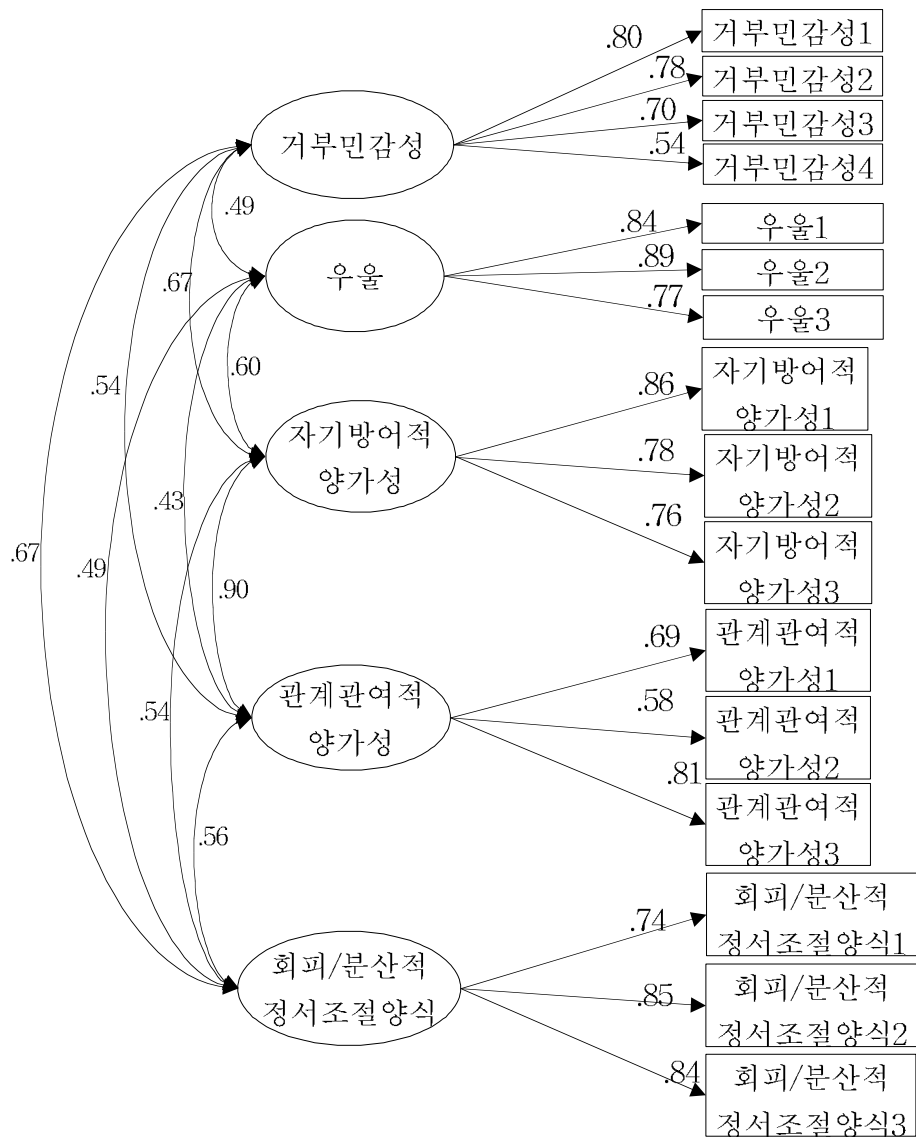 .80
거부민감성1
.78
거부민감성2
.70
거부민감성3
.54
거부민감성4
거부민감성
.49
.84
우울1
.89
우울2
.77
우울3
우울
.67
.60
.54
.86
자기방어적
양가성1
.78
자기방어적
양가성2
.76
자기방어적
양가성3
자기방어적
양가성
.43
.67
.49
.90
.69
관계관여적
양가성1
.58
관계관여적
양가성2
.81
관계관여적
양가성3
관계관여적
양가성
.54
.56
.74
회피/분산적
정서조절양식1
.85
회피/분산적
정서조절양식2
.84
회피/분산적
정서조절양식3
회피/분산적
정서조절양식